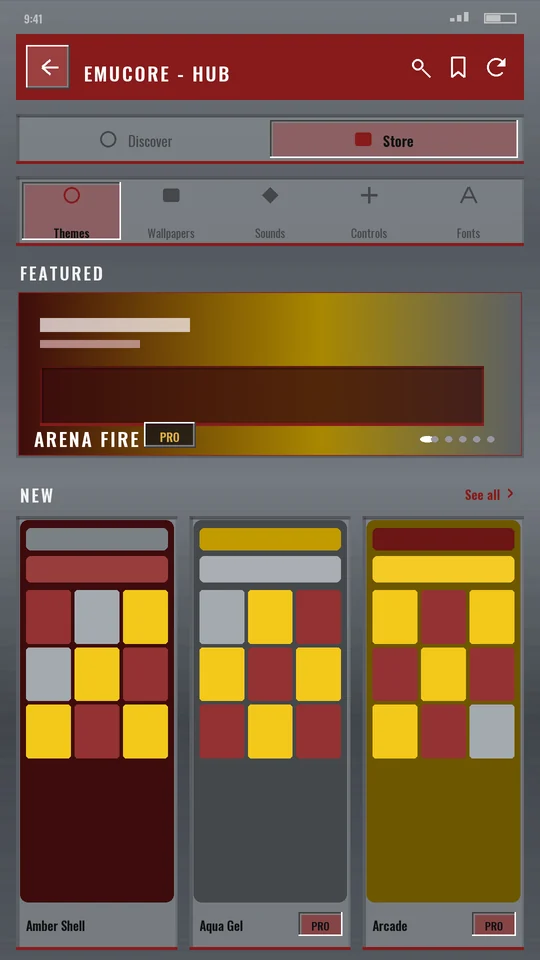 9:41
EMUCORE - HUB
Discover
Store
Themes
Wallpapers
Sounds
Controls
Fonts
FEATURED
ARENA FIRE PRO
NEW
See all
Amber Shell
Aqua Gel PRO
Arcade PRO